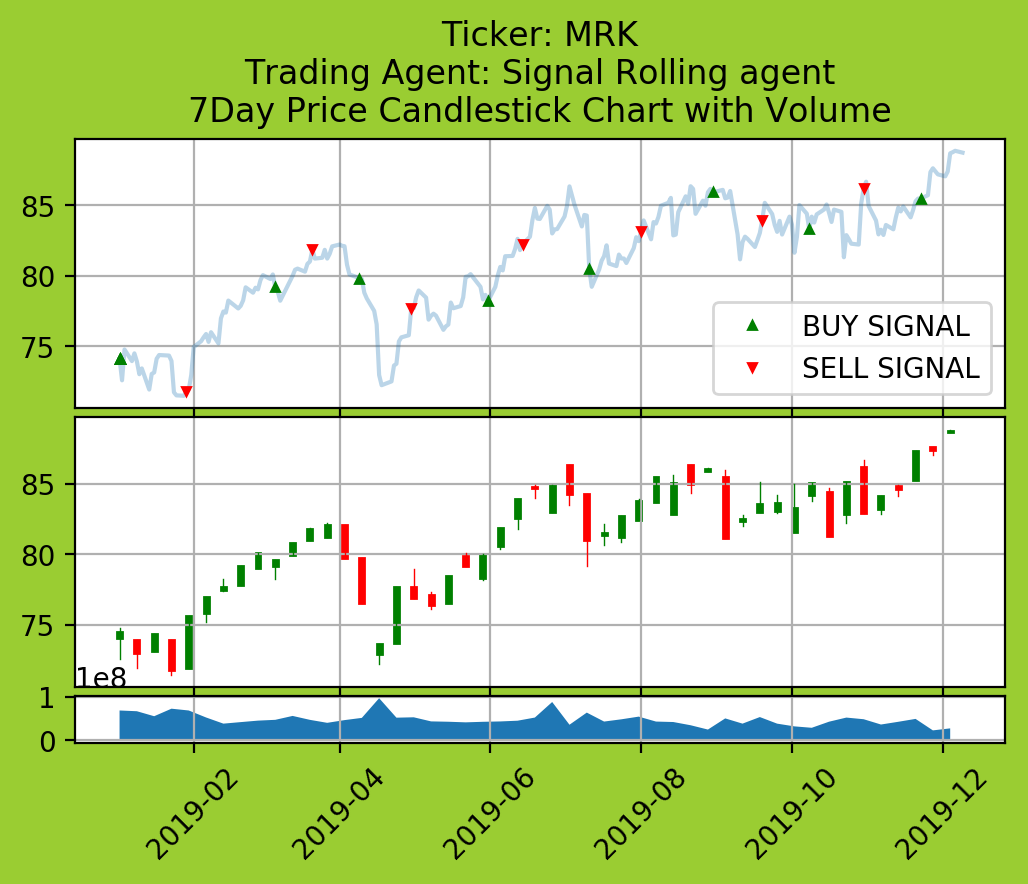 Ticker: MRK
Trading Agent: Signal Rolling agent
7Day Price Candlestick Chart with Volume
85
80
75
BUY SIGNAL
SELL SIGNAL
85
80
75
1e8
1
0
2019-02
2019-04
2019-06
2019-08
2019-10
2019-12